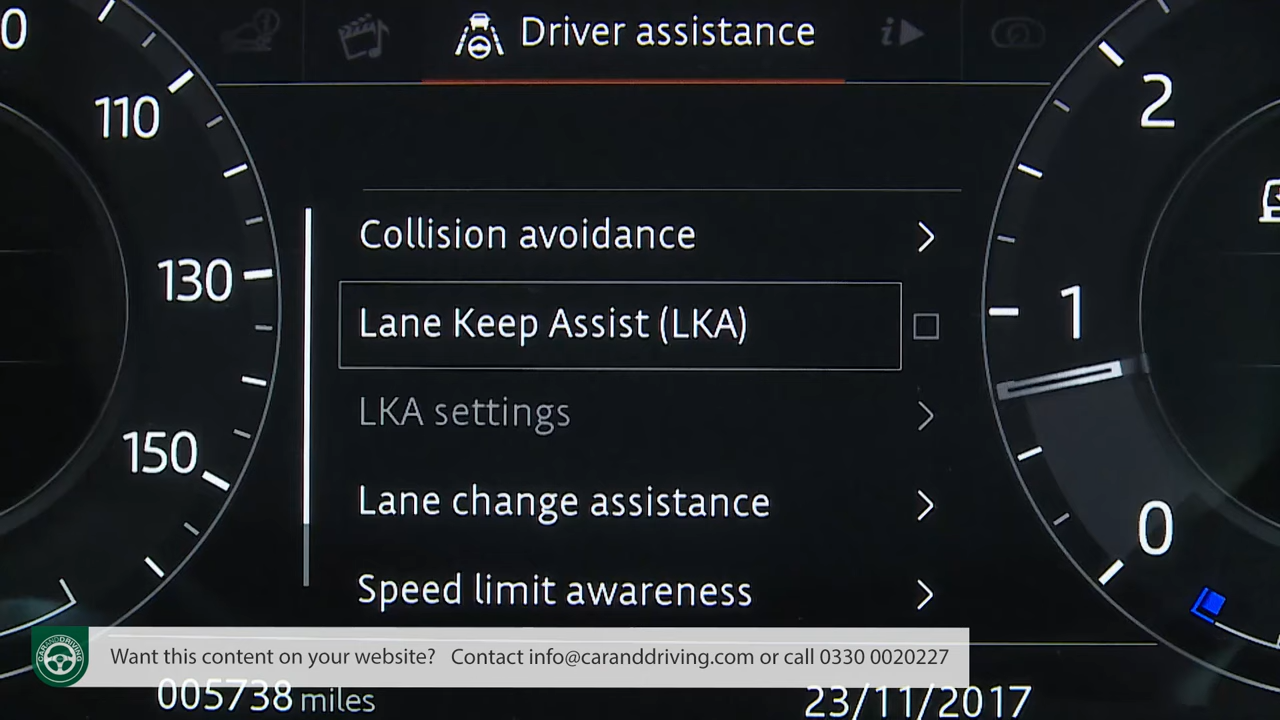 Driver assistance
0
110
130
150
Collision avoidance
Lane Keep Assist (LKA)
LKA settings
Lane change assistance
Speed limit awareness
2
1
0
CARANDDRIVING
Want this content on your website? Contact info@caranddriving.com or call 0330 0020227
005738 miles
23/11/2017